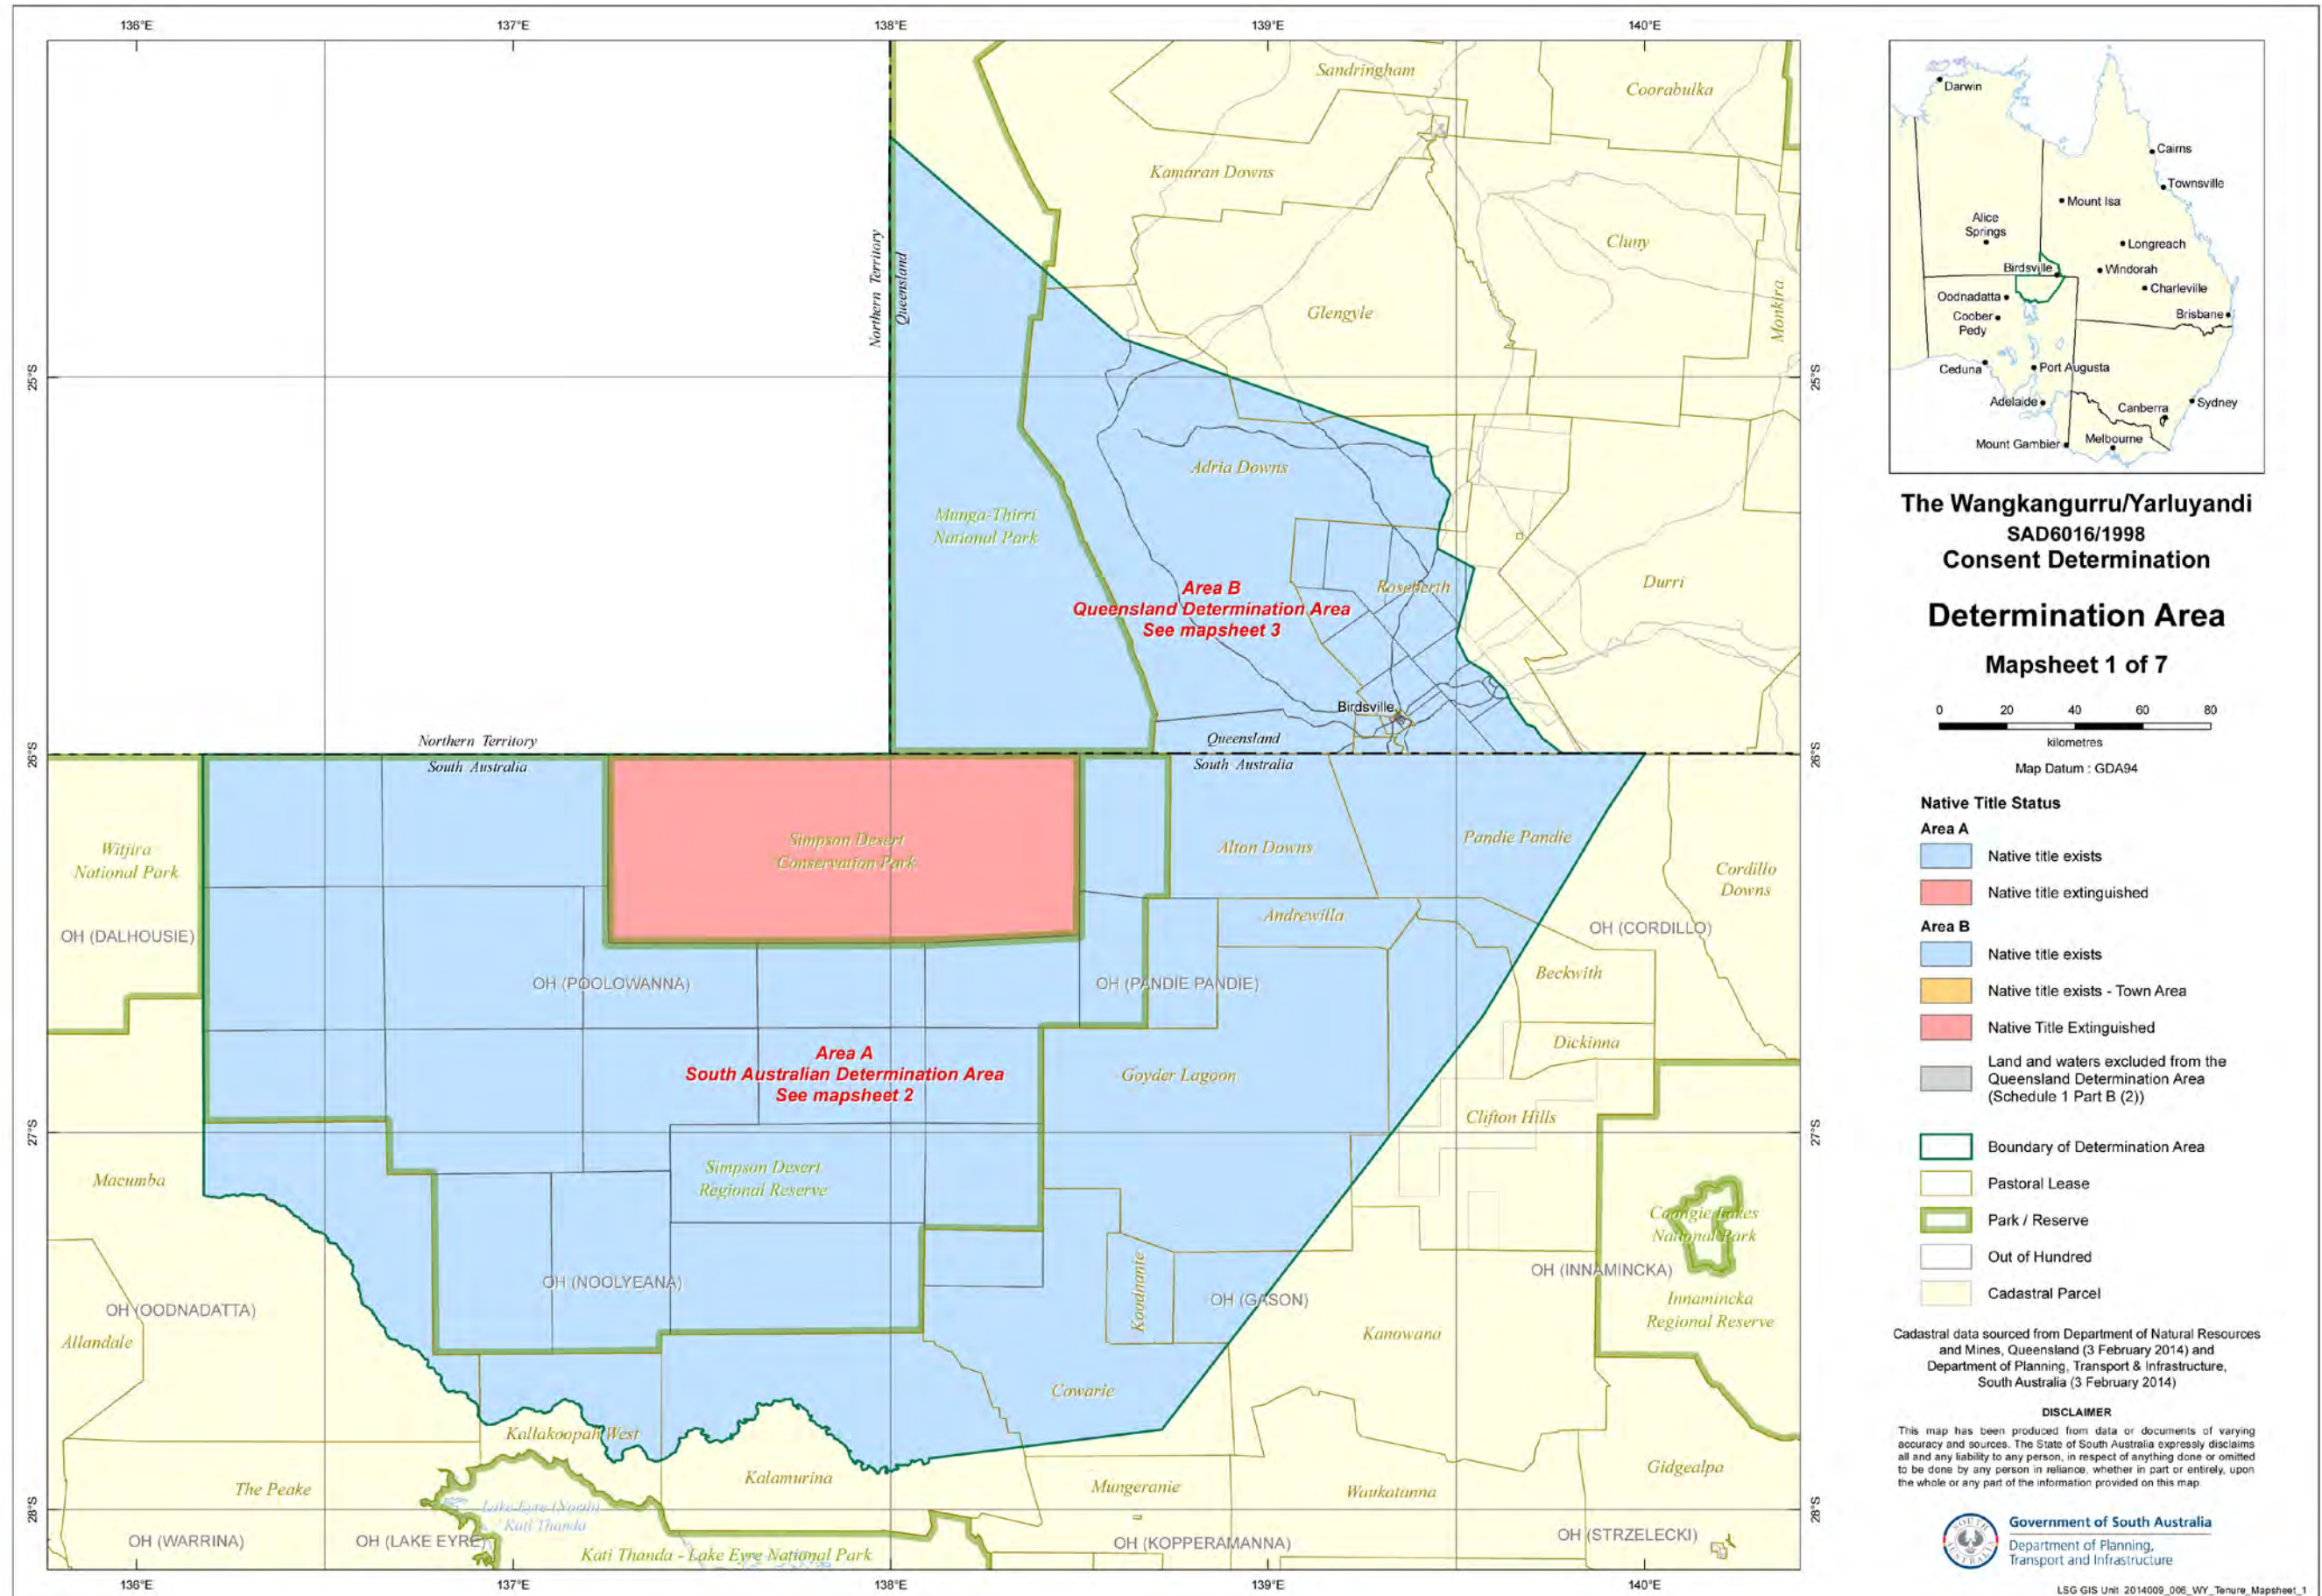 136°E
137°E
138°E
139°E
140°E
25°S
26°S
27°S
28°S
25°S
26°S
27°S
28°S
136°E
137°E
138°E
139°E
140°E
Sandringham
Coorabulka
Kamaran Downs
Cluny
Glengyle
Monkira
Northern Territory
Queensland
Adria Downs
Munga-Thirri
National Park
Area B
Queensland Determination Area
See mapsheet 3
Roseberth
Durri
Birdsville
Northern Territory
South Australia
Queensland
South Australia
Witjira
National Park
Simpson Desert
Conservation Park
Alton Downs
Pandie Pandie
Cordillo
Downs
Andrewilla
OH (DALHOUSIE)
OH (CORDILLO)
OH (POOLOWANNA)
OH (PANDIE PANDIE)
Beckwith
Dickinna
Area A
South Australian Determination Area
See mapsheet 2
Goyder Lagoon
Clifton Hills
Macumba
Simpson Desert
Regional Reserve
Coongie Lakes
National Park
OH (NOOLYEANA)
Koodnanie
OH (GASON)
OH (INNAMINCKA)
Innamincka
Regional Reserve
OH (OODNADATTA)
Allandale
Kanowana
Cowarie
Kallakoopah West
Kalamurina
The Peake
Mungeranie
Waukatanna
Gidgealpa
Lake Eyre (North)
Kati Thanda
OH (WARRINA)
OH (LAKE EYRE)
Kati Thanda - Lake Eyre National Park
OH (KOPPERAMANNA)
OH (STRZELECKI)
Darwin
Cairns
Townsville
Mount Isa
Alice
Springs
Longreach
Birdsville
Windorah
Charleville
Oodnadatta
Coober
Pedy
Brisbane
Ceduna
Port Augusta
Adelaide
Canberra
Sydney
Mount Gambier
Melbourne
The Wangkangurru/Yarluyandi
SAD6016/1998
Consent Determination
Determination Area
Mapsheet 1 of 7
0 20 40 60 80
kilometres
Map Datum : GDA94
Native Title Status
Area A
Native title exists
Native title extinguished
Area B
Native title exists
Native title exists - Town Area
Native Title Extinguished
Land and waters excluded from the
Queensland Determination Area
(Schedule 1 Part B (2))
Boundary of Determination Area
Pastoral Lease
Park / Reserve
Out of Hundred
Cadastral Parcel
Cadastral data sourced from Department of Natural Resources
and Mines, Queensland (3 February 2014) and
Department of Planning, Transport & Infrastructure,
South Australia (3 February 2014)
DISCLAIMER
This map has been produced from data or documents of varying
accuracy and sources. The State of South Australia expressly disclaims
all and any liability to any person, in respect of anything done or omitted
to be done by any person in reliance, whether in part or entirely, upon
the whole or any part of the information provided on this map.
Government of South Australia
Department of Planning,
Transport and Infrastructure
LSG GIS Unit 2014009_006_WY_Tenure_Mapsheet_1